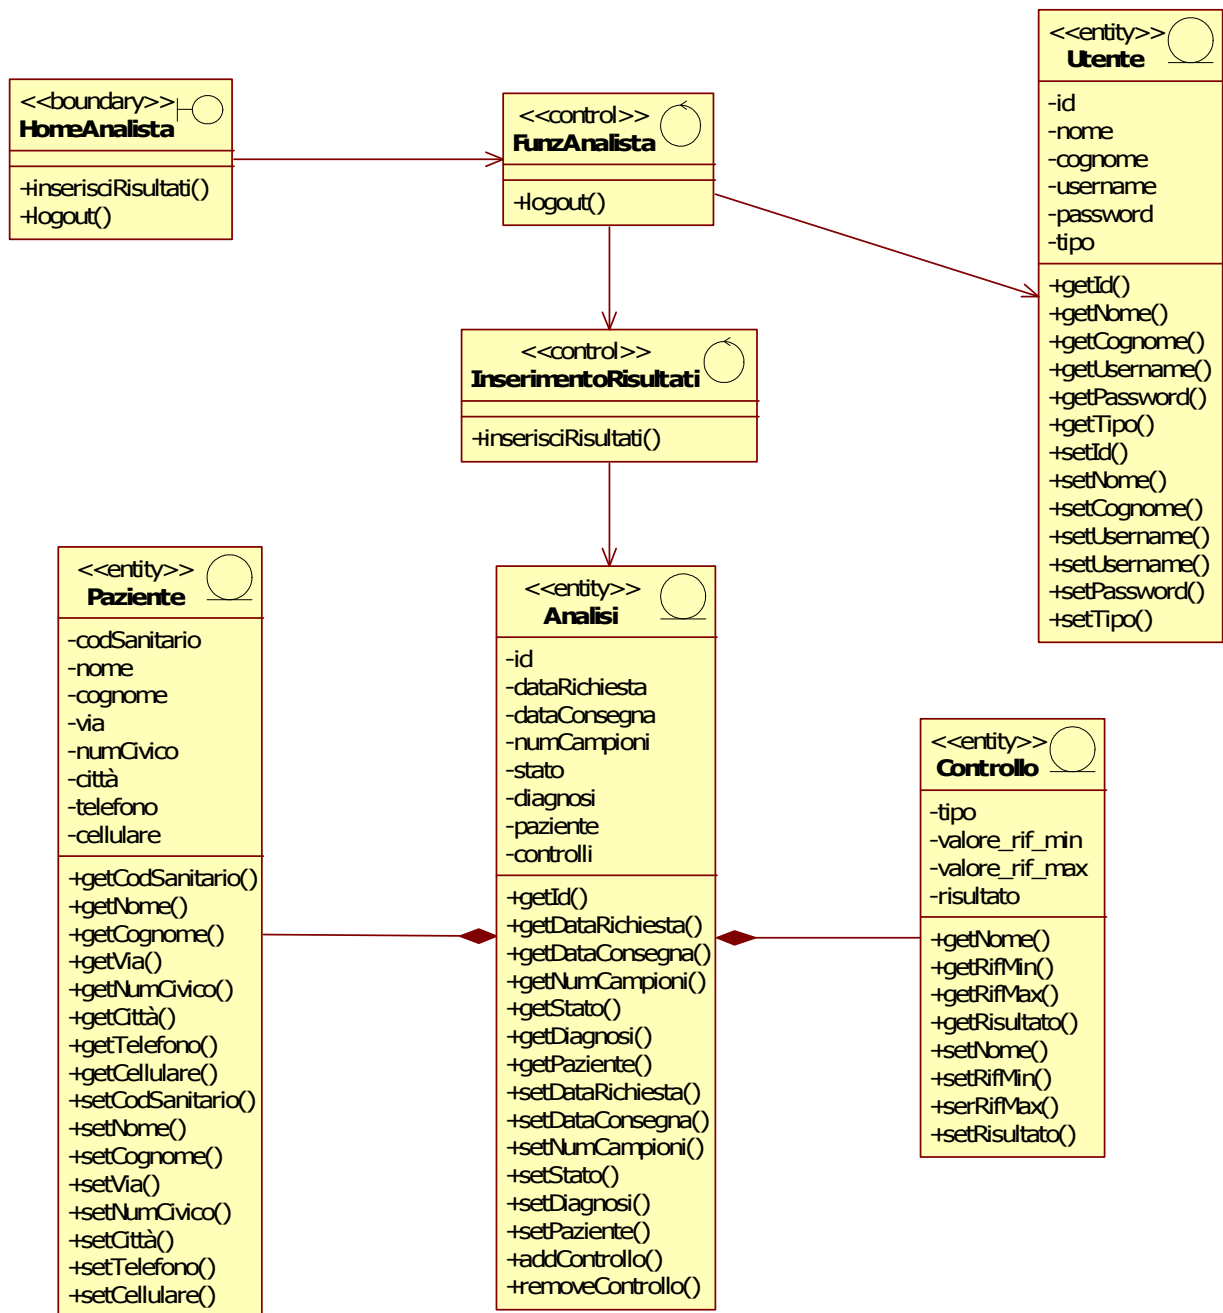 <<boundary>>
HomeAnalista
+inserisciRisultati()
+logout()
<<control>>
FunzAnalista
+logout()
<<entity>>
Utente
-id
-nome
-cognome
-username
-password
-tipo
+getId()
+getNome()
+getCognome()
+getUsername()
+getPassword()
+getTipo()
+setId()
+setNome()
+setCognome()
+setUsername()
+setUsername()
+setPassword()
+setTipo()
<<control>>
InserimentoRisultati
+inserisciRisultati()
<<entity>>
Paziente
-codSanitario
-nome
-cognome
-via
-numCivico
-città
-telefono
-cellulare
+getCodSanitario()
+getNome()
+getCognome()
+getVia()
+getNumCivico()
+getCittà()
+getTelefono()
+getCellulare()
+setCodSanitario()
+setNome()
+setCognome()
+setVia()
+setNumCivico()
+setCittà()
+setTelefono()
+setCellulare()
<<entity>>
Analisi
-id
-dataRichiesta
-dataConsegna
-numCampioni
-stato
-diagnosi
-paziente
-controlli
+getId()
+getDataRichiesta()
+getDataConsegna()
+getNumCampioni()
+getStato()
+getDiagnosi()
+getPaziente()
+setDataRichiesta()
+setDataConsegna()
+setNumCampioni()
+setStato()
+setDiagnosi()
+setPaziente()
+addControllo()
+removeControllo()
<<entity>>
Controllo
-tipo
-valore_rif_min
-valore_rif_max
-risultato
+getNome()
+getRifMin()
+getRifMax()
+getRisultato()
+setNome()
+setRifMin()
+serRifMax()
+setRisultato()